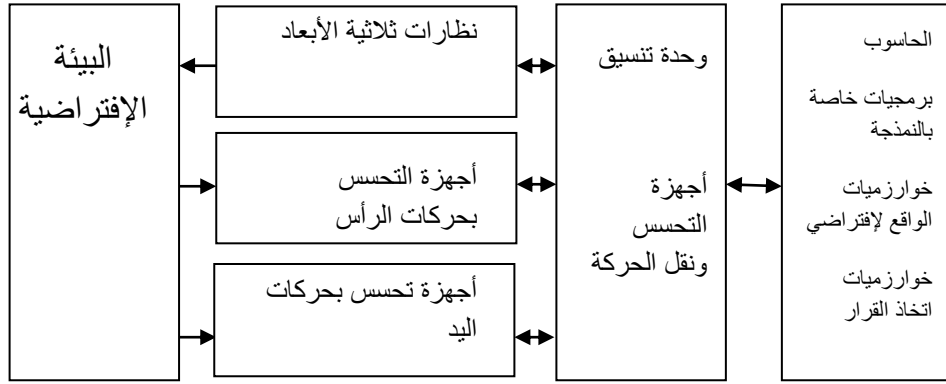 الحاسوب
برمجيات خاصة
بالنمذجة
خوارزميات
الواقع لإفتراضي
خوارزميات
اتخاذ القرار
وحدة تنسيق
أجهزة
التحسس
ونقل الحركة
نظارات ثلاثية الأبعاد
أجهزة التحسس
بحركات الرأس
أجهزة تحسس بحركات
اليد
البيئة
الإفتراضية